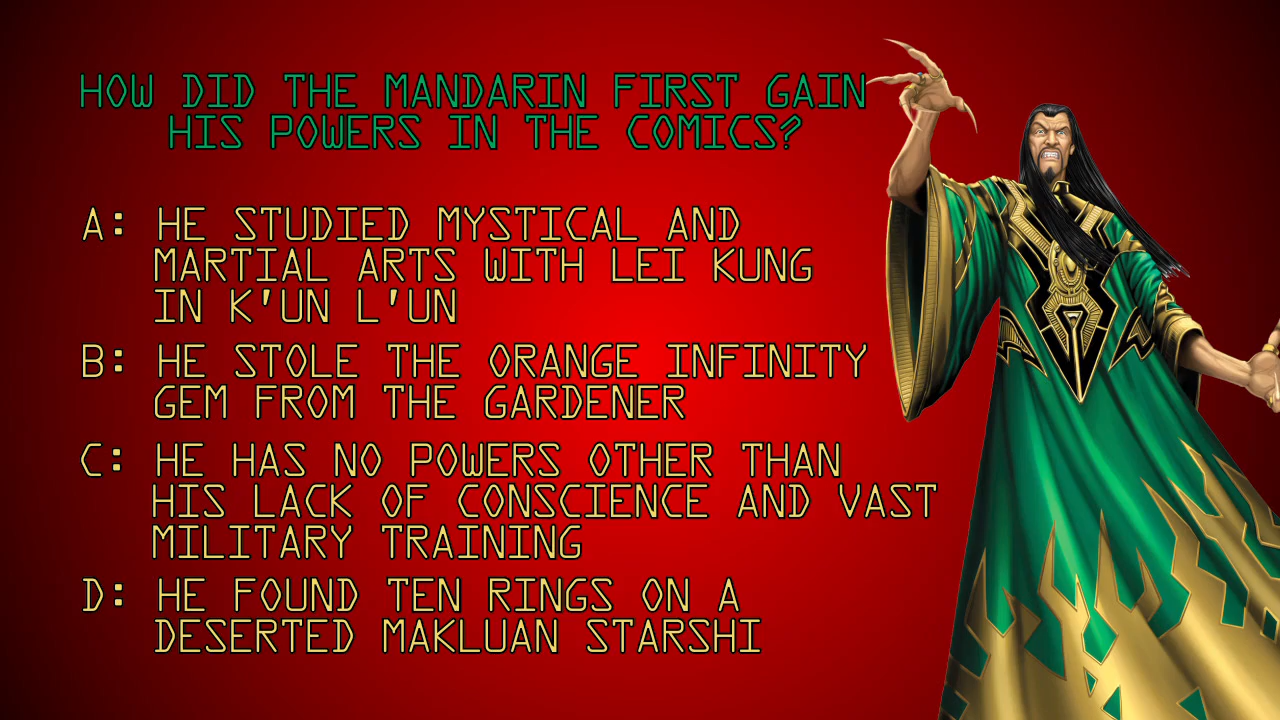 HOW DID THE MANDARIN FIRST GAIN
HIS POWERS IN THE COMICS?
A: HE STUDIED MYSTICAL AND
MARTIAL ARTS WITH LEI KUNG
IN K'UN L'UN
B: HE STOLE THE ORANGE INFINITY
GEM FROM THE GARDENER
C: HE HAS NO POWERS OTHER THAN
HIS LACK OF CONSCIENCE AND VAST
MILITARY TRAINING
D: HE FOUND TEN RINGS ON A
DESERTED MAKLUAN STARSHI